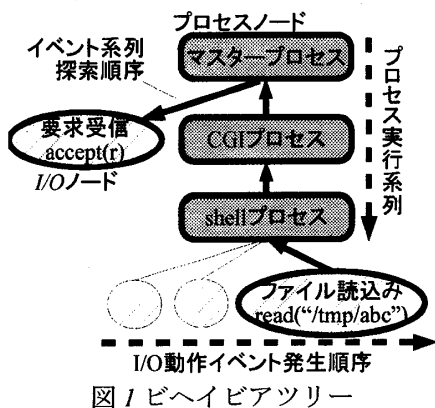 プロセスノード
イベント系列
探索順序
マスタープロセス
要求受信
accept(r)
I/Oノード
CGIプロセス
shellプロセス
プロセス実行系列
ファイル読込み
read(“/tmp/abc”)
I/O動作イベント発生順序
図1 ビヘイビアツリー